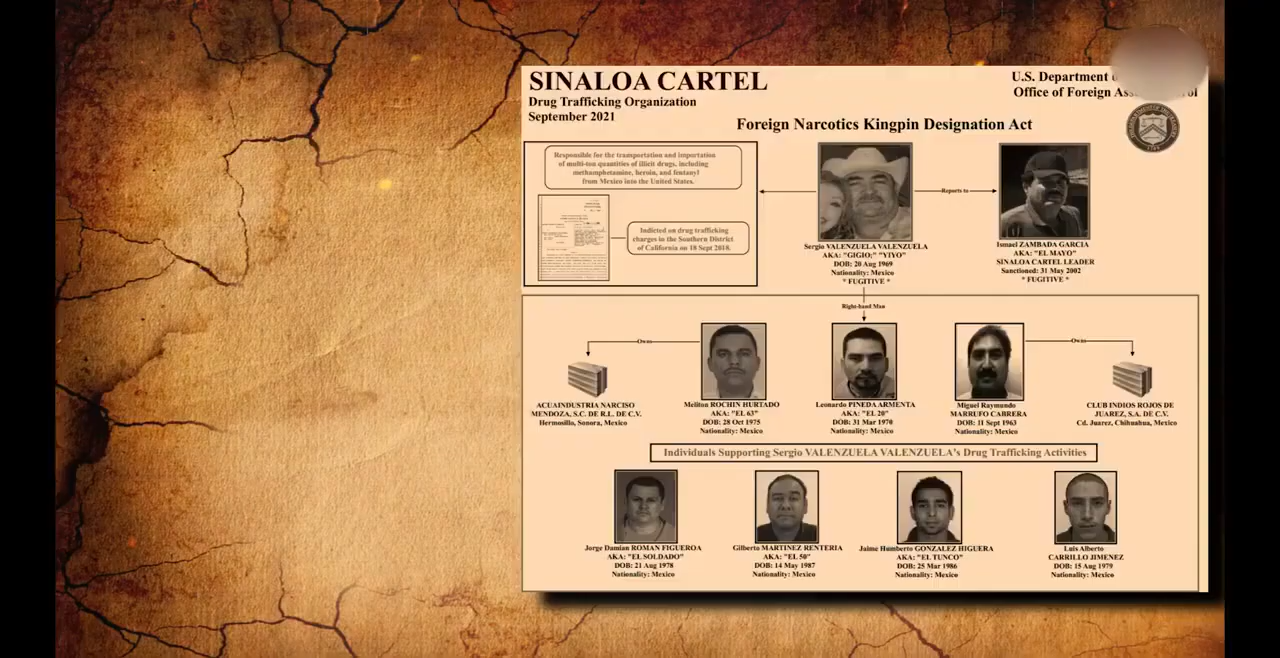 SINALOA CARTEL
Drug Trafficking Organization
September 2021
U.S. Department
Office of Foreign
Foreign Narcotics Kingpin Designation Act
Responsible for the transportation and importation
of multi-ton quantities of illicit drugs, including
methamphetamine, heroin, and fentanyl
from Mexico into the United States.
Indicted on drug trafficking
charges in the Southern District
of California on 18 Sept 2018.
Sergio VALENZUELA VALENZUELA
AKA: "GIGIO;" "YIYO"
DOB: 20 Aug 1969
Nationality: Mexico
* FUGITIVE *
Reports to
Ismael ZAMBADA GARCIA
AKA: "EL MAYO"
SINALOA CARTEL LEADER
Sanctioned: 31 May 2002
* FUGITIVE *
Right-hand Man
Owns
ACUAINDUSTRIA NARCISO
MENDOZA, S.C. DE R.L. DE C.V.
Hermosillo, Sonora, Mexico
Meliton ROCHIN HURTADO
AKA: "EL 63"
DOB: 28 Oct 1975
Nationality: Mexico
Leonardo PINEDA ARMENTA
AKA: "EL 20"
DOB: 31 Mar 1970
Nationality: Mexico
Miguel Raymundo
MARRUFO CABRERA
DOB: 11 Sept 1963
Nationality: Mexico
Owns
CLUB INDIOS ROJOS DE
JUAREZ, S.A. DE C.V.
Cd. Juarez, Chihuahua, Mexico
Individuals Supporting Sergio VALENZUELA VALENZUELA's Drug Trafficking Activities
Jorge Damian ROMAN FIGUEROA
AKA: "EL SOLDADO"
DOB: 21 Aug 1978
Nationality: Mexico
Gilberto MARTINEZ RENTERIA
AKA: "EL 50"
DOB: 14 May 1987
Nationality: Mexico
Jaime Humberto GONZALEZ HIGUERA
AKA: "EL TUNCO"
DOB: 25 Mar 1986
Nationality: Mexico
Luis Alberto
CARRILLO JIMENEZ
DOB: 15 Aug 1979
Nationality: Mexico